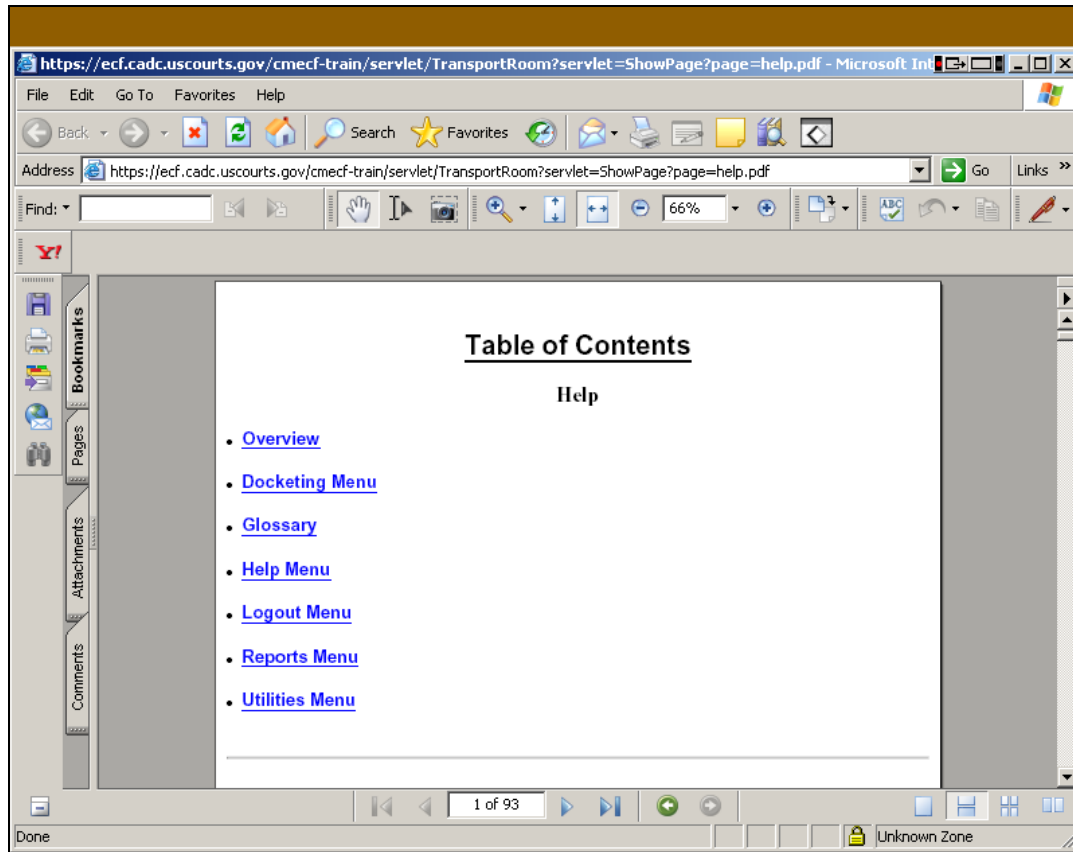 https://ecf.cadc.uscourts.gov/cmecf-train/servlet/TransportRoom?servlet=ShowPage?page=help.pdf - Microsoft Int
File Edit Go To Favorites Help
Back Search Favorites
Address https://ecf.cadc.uscourts.gov/cmecf-train/servlet/TransportRoom?servlet=ShowPage?page=help.pdf Go Links »
Find: 66% ABC
Y!
Bookmarks
Pages
Attachments
Comments
Table of Contents
Help
• Overview
• Docketing Menu
• Glossary
• Help Menu
• Logout Menu
• Reports Menu
• Utilities Menu
1 of 93
Done Unknown Zone